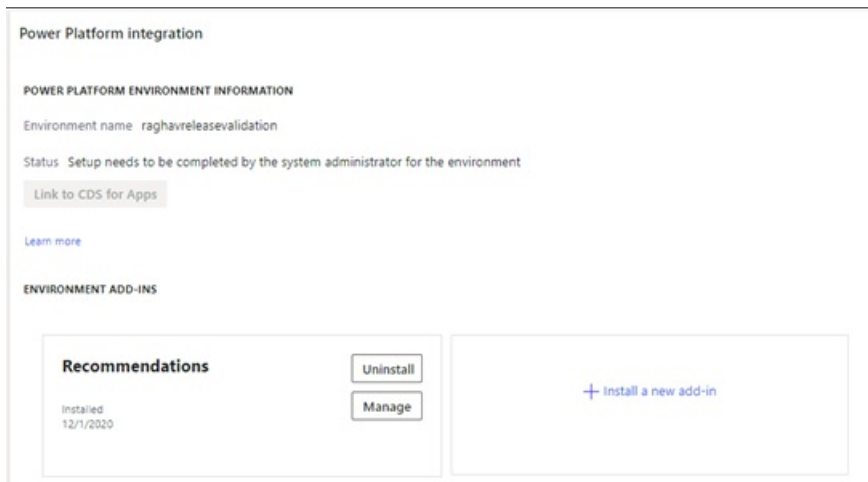 Power Platform integration
POWER PLATFORM ENVIRONMENT INFORMATION
Environment name raghavreleasevalidation
Status Setup needs to be completed by the system administrator for the environment
Link to CDS for Apps
Learn more
ENVIRONMENT ADD-INS
Recommendations
Uninstall
Installed
12/1/2020
Manage
+ Install a new add-in